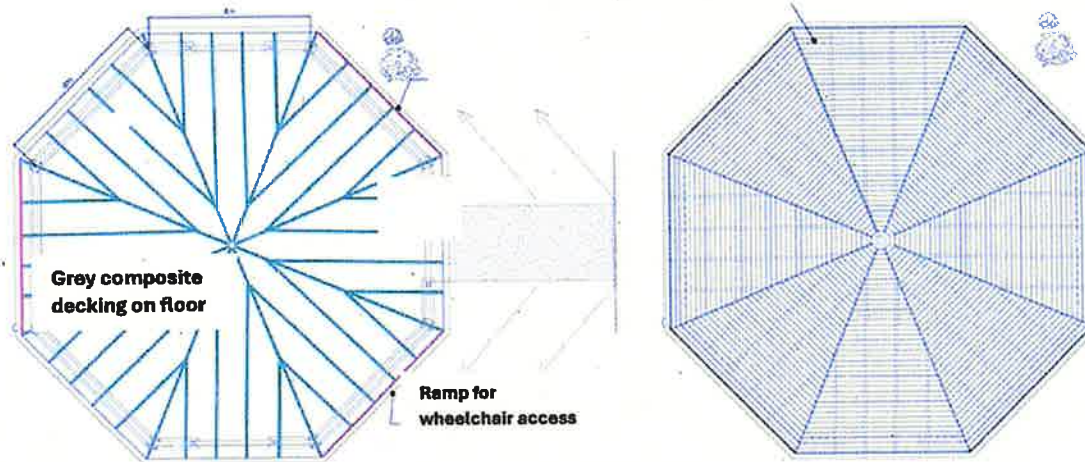 Grey composite
decking on floor
Ramp for
wheelchair access